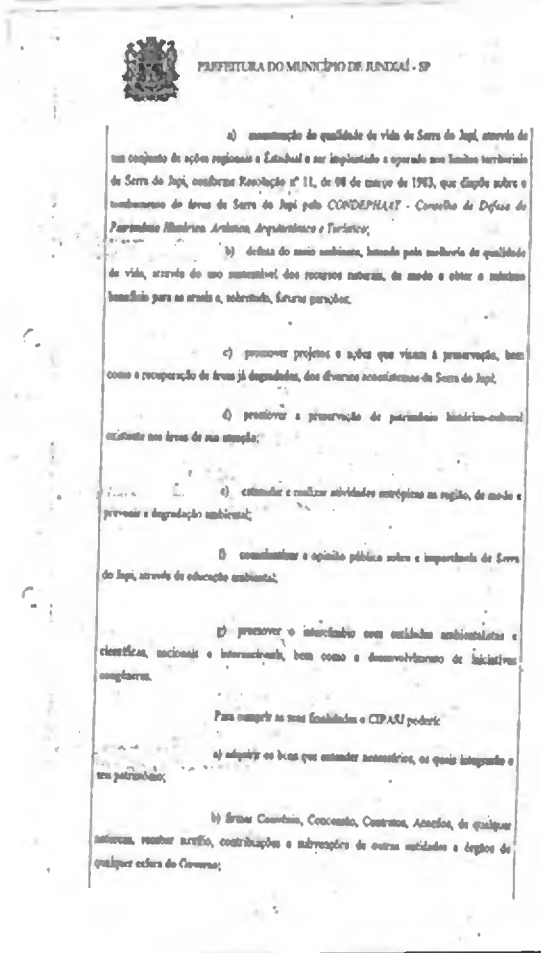 PREFEITURA DO MUNICÍPIO DE JUNDIAÍ - SP
a) manutenção da qualidade de vida da Serra do Japi, através de
um conjunto de ações regionais e Estadual a ser implantado e operado nos limites territoriais
da Serra do Japi, conforme Resolução nº 11, de 08 de março de 1983, que dispõe sobre o
tombamento de áreas da Serra do Japi pelo CONDEPHAAT - Conselho de Defesa do
Patrimônio Histórico, Artístico, Arquitetônico e Turístico;
b) defesa do meio ambiente, lutando pela melhoria da qualidade
de vida, através do uso sustentável dos recursos naturais, de modo a obter o máximo
benefício para as atuais e, sobretudo, futuras gerações;
c) promover projetos e ações que visam à preservação, bem
como a recuperação de áreas já degradadas, dos diversos ecossistemas da Serra do Japi;
d) promover a preservação do patrimônio histórico-cultural
existente nas áreas de sua atuação;
e) estimular e realizar atividades antrópicas na região, de modo a
prevenir a degradação ambiental;
f) conscientizar a opinião pública sobre a importância da Serra
do Japi, através da educação ambiental;
g) promover o intercâmbio com entidades ambientalistas e
científicas, nacionais e internacionais, bem como o desenvolvimento de iniciativas
congêneres.
Para cumprir as suas finalidades o CIPASJ poderá:
a) adquirir os bens que entender necessários, os quais integrarão o
seu patrimônio;
b) firmar Convênio, Concessão, Contratos, Acordos, de qualquer
natureza, receber auxílio, contribuições e subvenções de outras entidades e órgãos de
qualquer esfera do Governo;